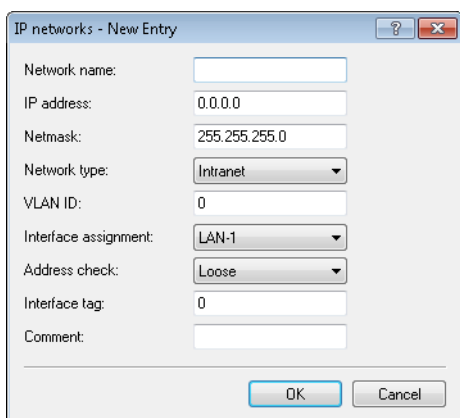 IP networks - New Entry
Network name:
IP address: 0.0.0.0
Netmask: 255.255.255.0
Network type: Intranet
VLAN ID: 0
Interface assignment: LAN-1
Address check: Loose
Interface tag: 0
Comment:
OK Cancel